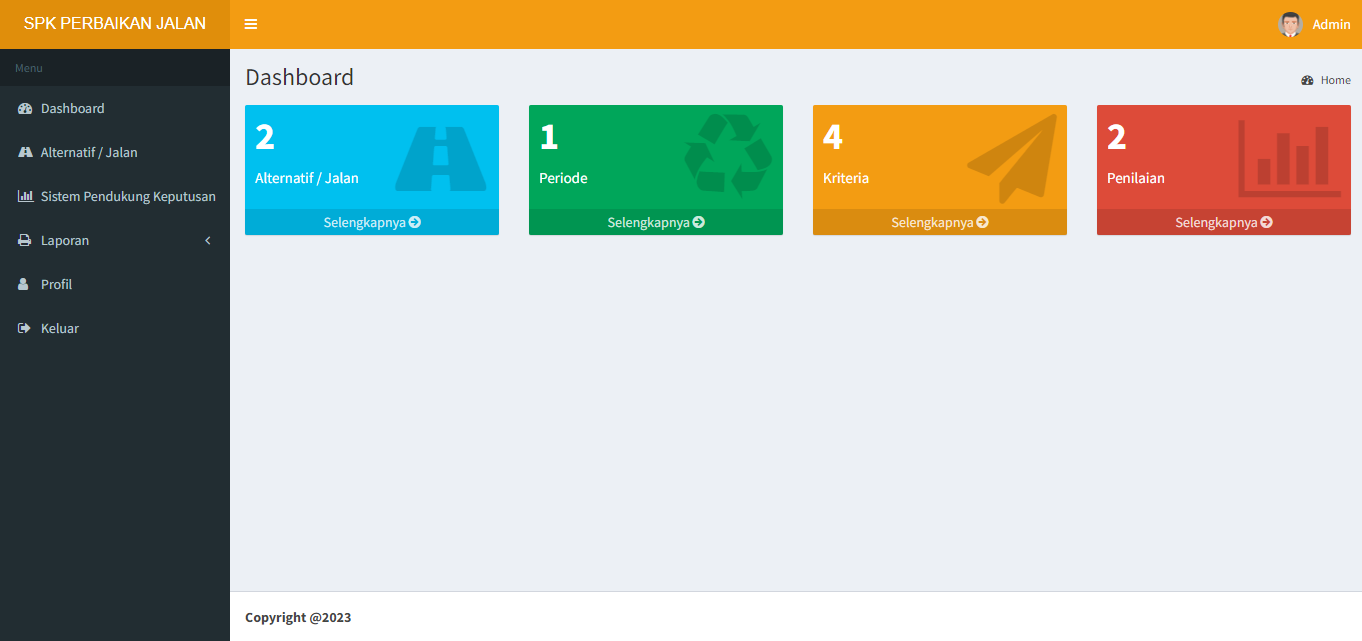 SPK PERBAIKAN JALAN
Admin
Menu
Dashboard
Alternatif / Jalan
Sistem Pendukung Keputusan
Laporan
Profil
Keluar
Dashboard
Home
2
Alternatif / Jalan
Selengkapnya
1
Periode
Selengkapnya
4
Kriteria
Selengkapnya
2
Penilaian
Selengkapnya
Copyright @2023